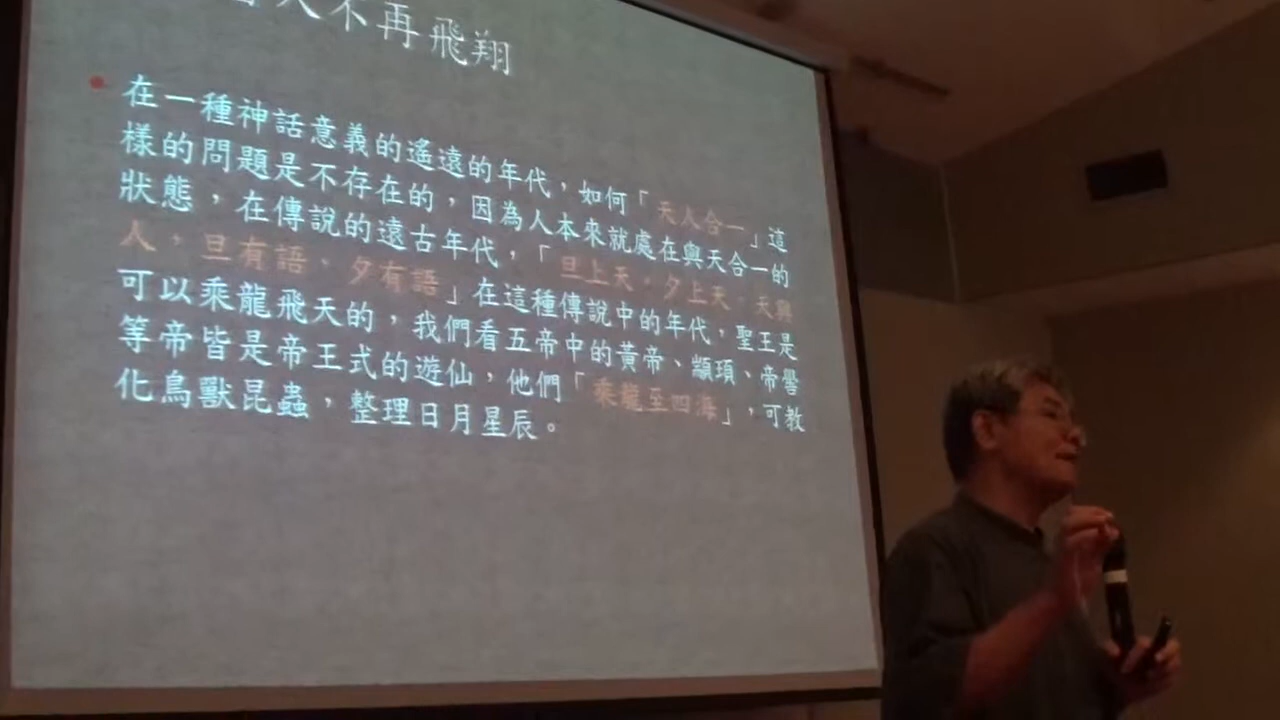 人不再飛翔
在一種神話意義的遙遠的年代，如何「天人合一」這
樣的問題是不存在的，因為人本來就處在與天合一的
狀態，在傳說的遠古年代，「旦上天，夕上天，天與
人，旦有語，夕有語」在這種傳說中的年代，聖王是
可以乘龍飛天的，我們看五帝中的黃帝、顓頊、帝嚳
等帝皆是帝王式的遊仙，他們「乘龍至四海」，可教
化鳥獸昆蟲，整理日月星辰。